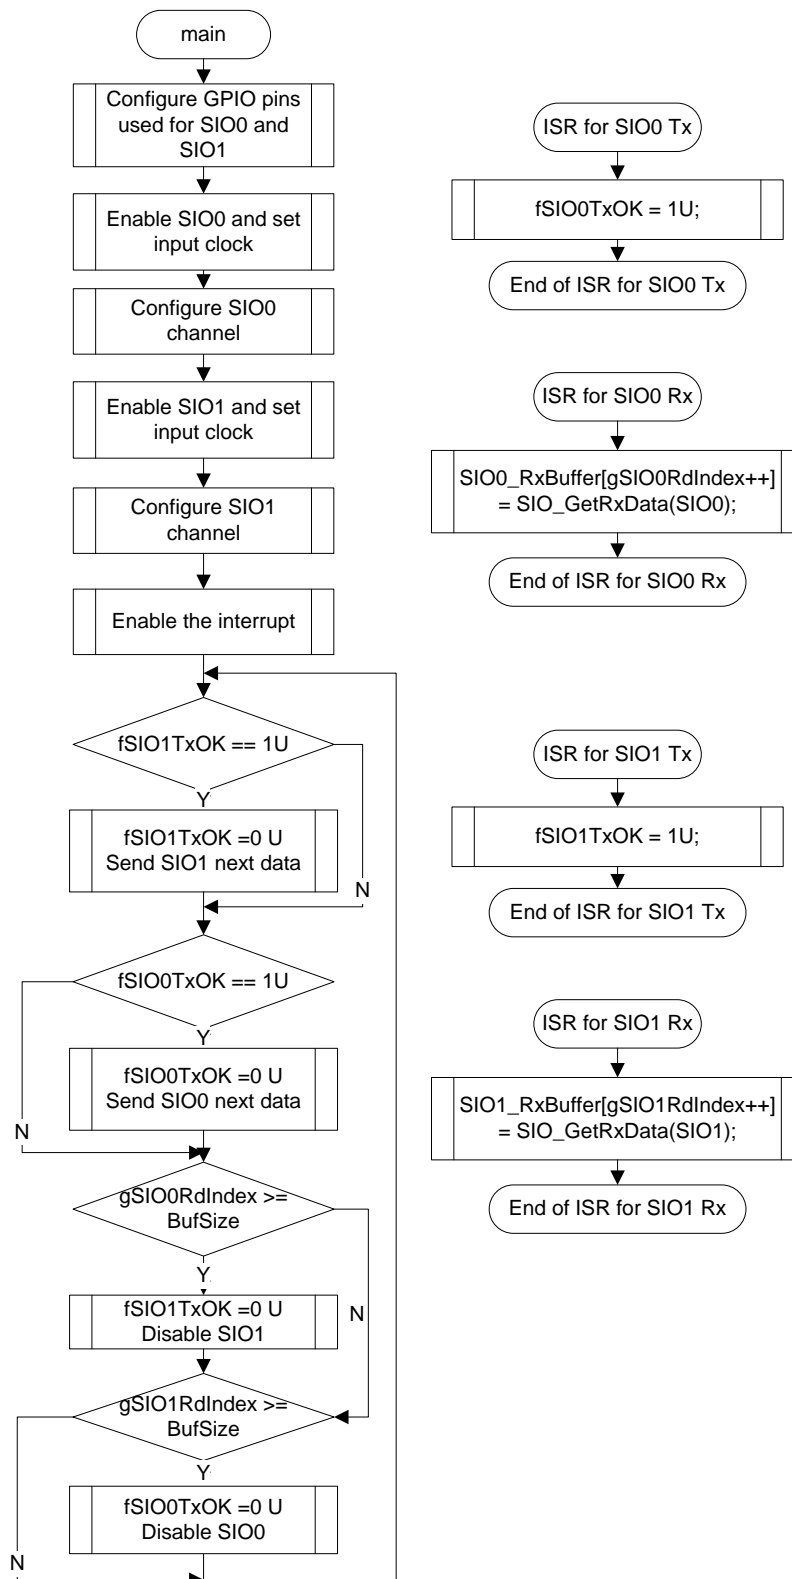 main
Configure GPIO pins
used for SIO0 and
SIO1
Enable SIO0 and set
input clock
Configure SIO0
channel
Enable SIO1 and set
input clock
Configure SIO1
channel
Enable the interrupt
fSIO1TxOK == 1U
Y
fSIO1TxOK =0 U
Send SIO1 next data
N
fSIO0TxOK == 1U
Y
fSIO0TxOK =0 U
Send SIO0 next data
N
gSIO0RdIndex >=
BufSize
Y
fSIO1TxOK =0 U
Disable SIO1
N
gSIO1RdIndex >=
BufSize
Y
fSIO0TxOK =0 U
Disable SIO0
N
ISR for SIO0 Tx
fSIO0TxOK = 1U;
End of ISR for SIO0 Tx
ISR for SIO0 Rx
SIO0_RxBuffer[gSIO0RdIndex++]
= SIO_GetRxData(SIO0);
End of ISR for SIO0 Rx
ISR for SIO1 Tx
fSIO1TxOK = 1U;
End of ISR for SIO1 Tx
ISR for SIO1 Rx
SIO1_RxBuffer[gSIO1RdIndex++]
= SIO_GetRxData(SIO1);
End of ISR for SIO1 Rx